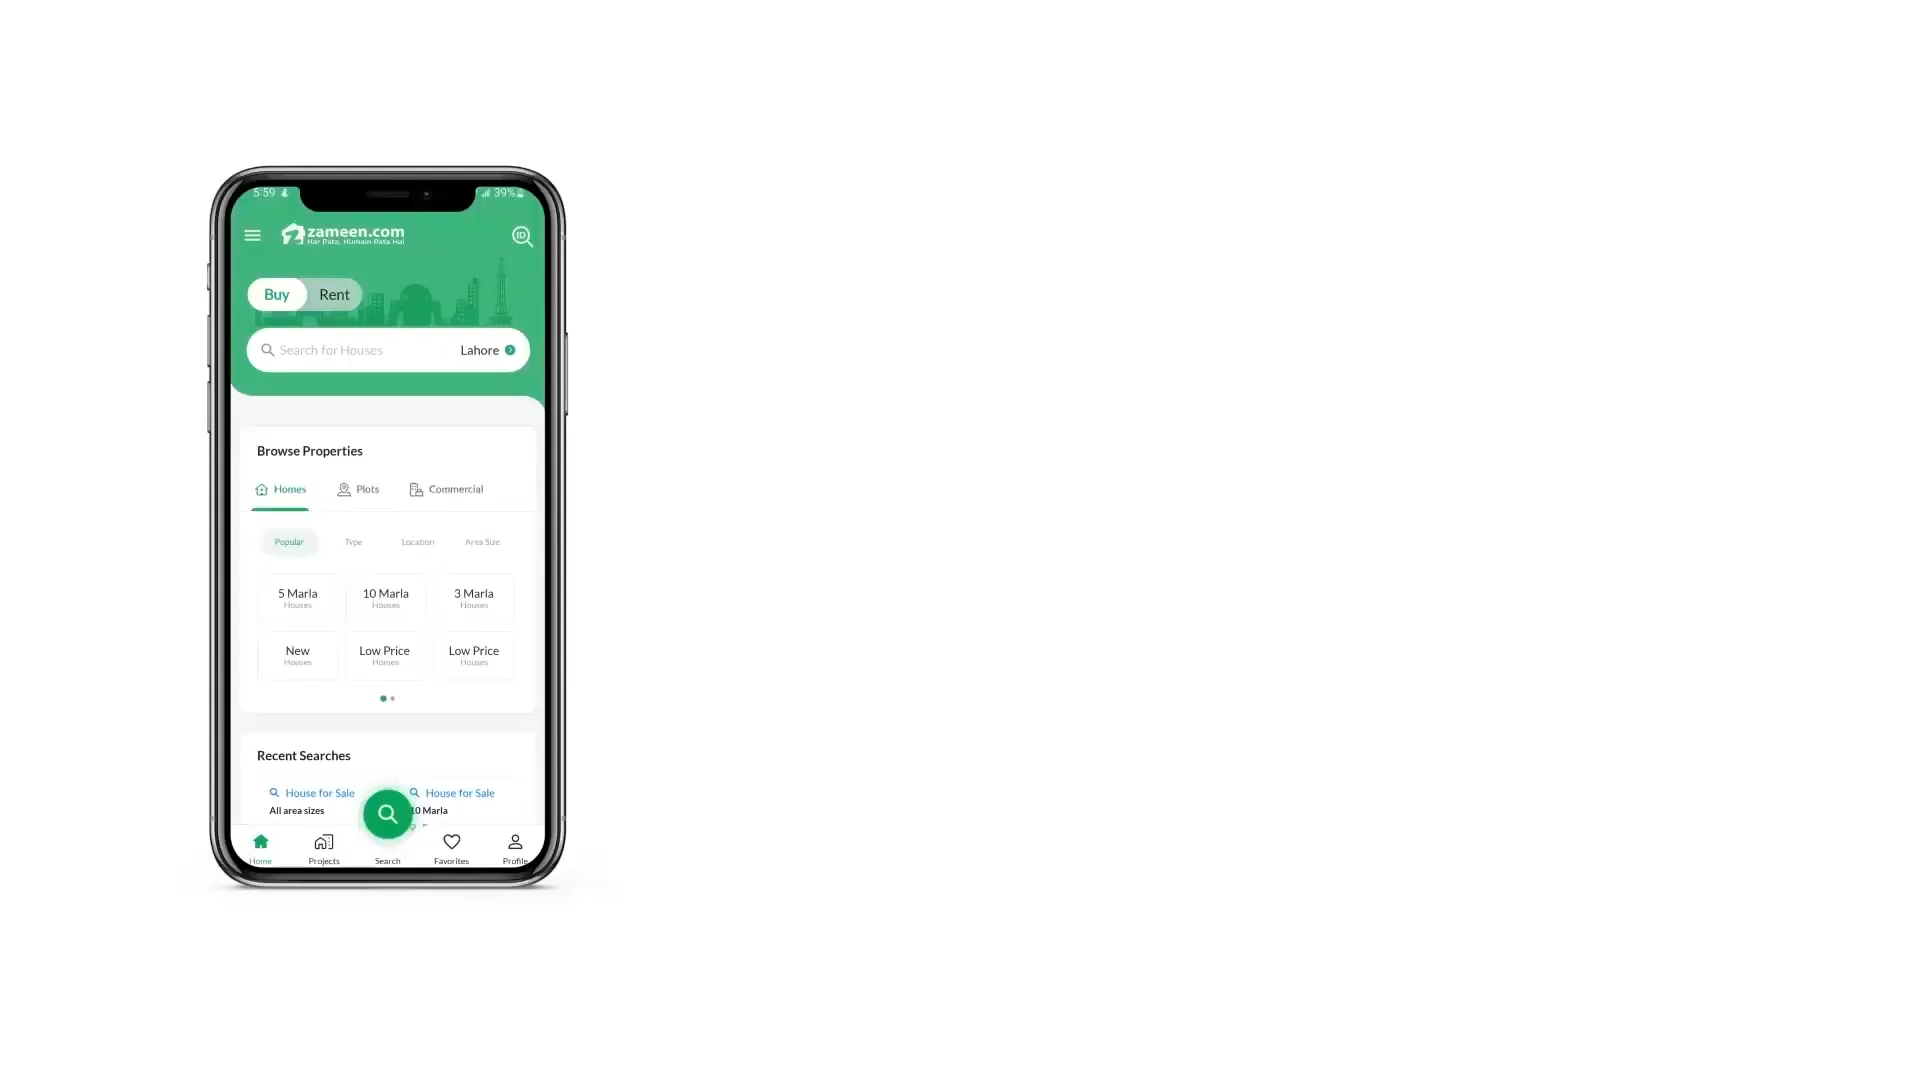 5:59 39%
zameen.com
Har Pata, Humain Pata Hai
ID
Buy Rent
Search for Houses Lahore
Browse Properties
Homes Plots Commercial
Popular Type Location Area Size
5 Marla 10 Marla 3 Marla
Houses Houses Houses
New Low Price Low Price
Houses Homes Houses
Recent Searches
House for Sale House for Sale
All area sizes 10 Marla
Home Projects Search Favorites Profile